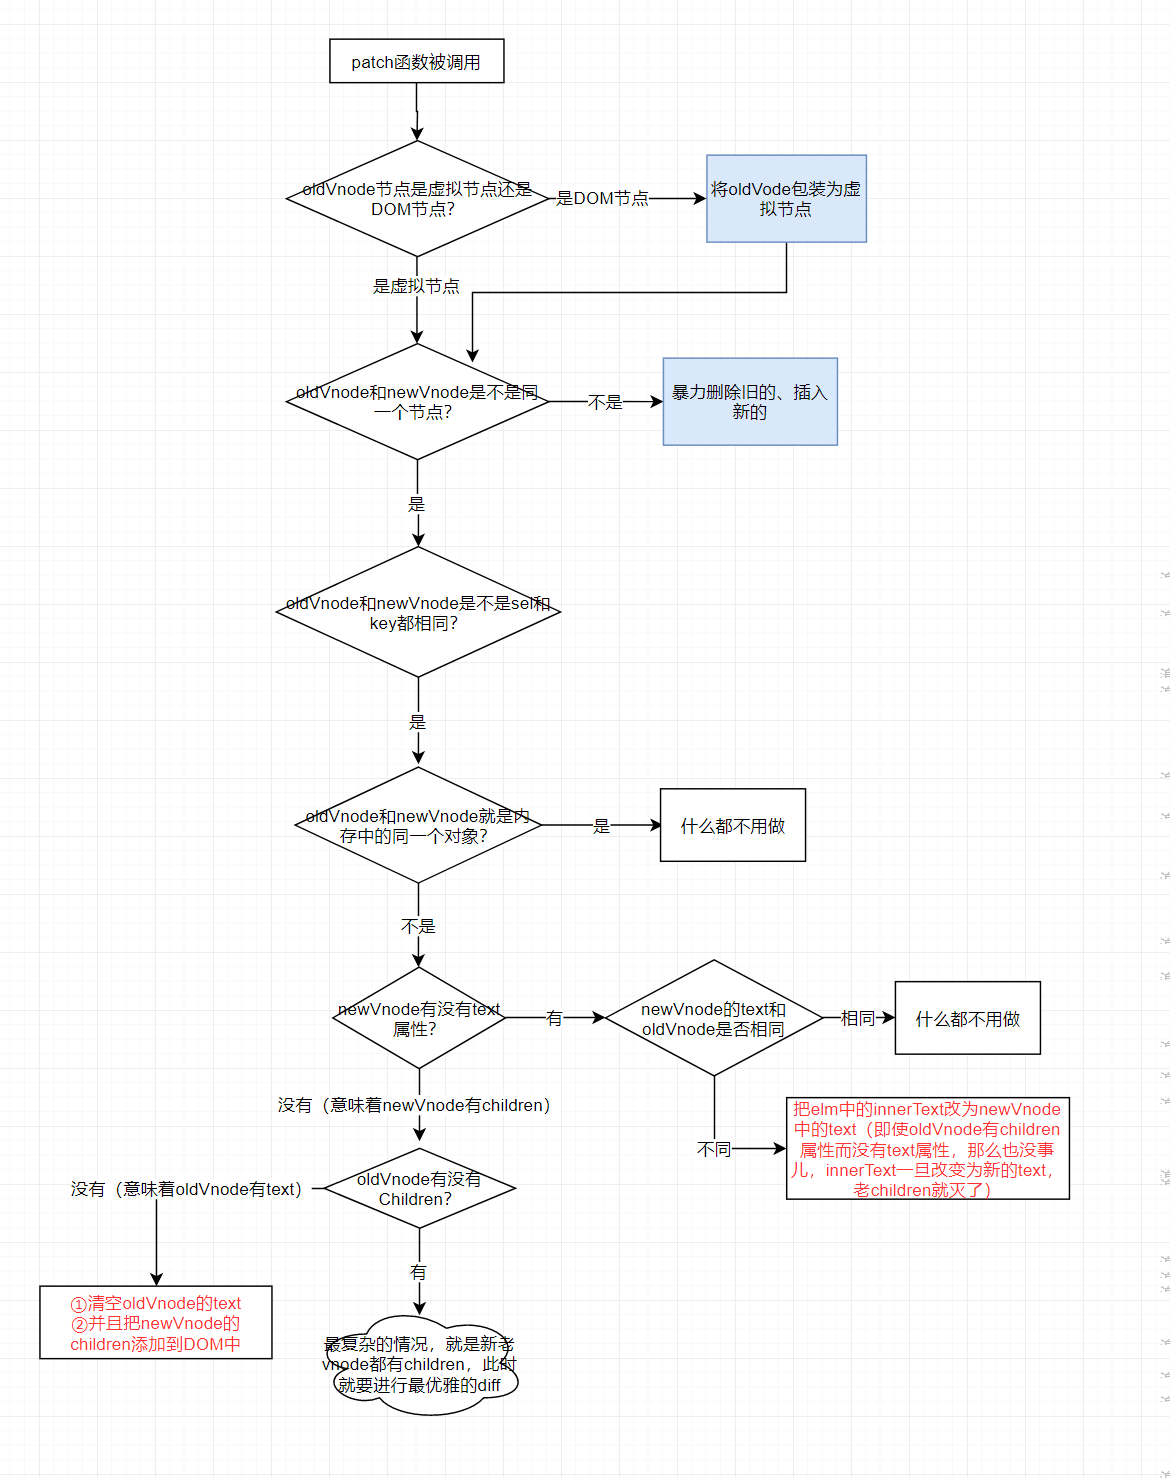 patch函数被调用
oldVnode节点是虚拟节点还是
DOM节点？
是DOM节点
将oldVode包装为虚
拟节点
是虚拟节点
oldVnode和newVnode是不是同
一个节点？
不是
暴力删除旧的、插入
新的
是
oldVnode和newVnode是不是sel和
key都相同？
是
oldVnode和newVnode就是内
存中的同一个对象？
是
什么都不用做
不是
newVnode有没有text
属性？
有
newVnode的text和
oldVnode是否相同
相同
什么都不用做
没有（意味着newVnode有children）
不同
把elm中的innerText改为newVnode
中的text（即使oldVnode有children
属性而没有text属性，那么也没事
儿，innerText一旦改变为新的text，
老children就灭了）
oldVnode有没有
Children？
没有（意味着oldVnode有text）
有
①清空oldVnode的text
②并且把newVnode的
children添加到DOM中
最复杂的情况，就是新老
vnode都有children，此时
就要进行最优雅的diff